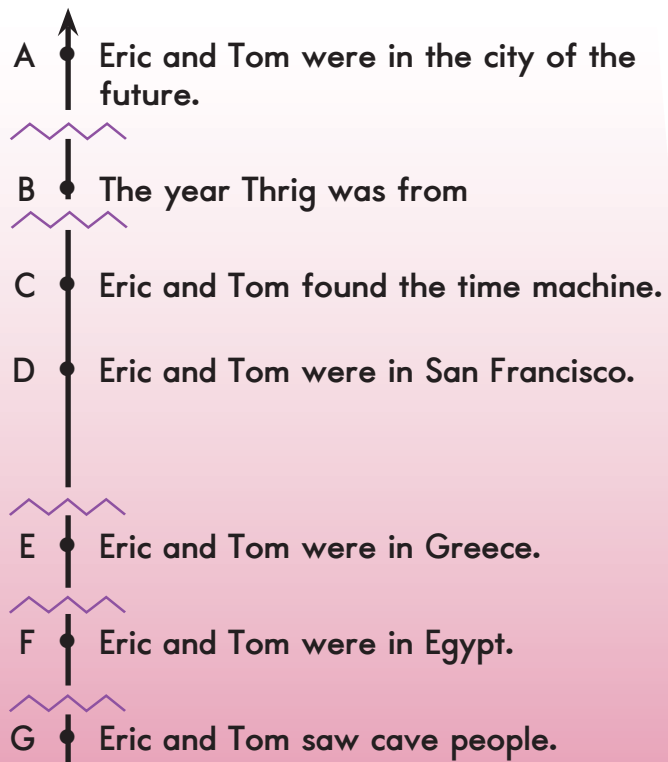 A Eric and Tom were in the city of the
future.
B The year Thrig was from
C Eric and Tom found the time machine.
D Eric and Tom were in San Francisco.
E Eric and Tom were in Greece.
F Eric and Tom were in Egypt.
G Eric and Tom saw cave people.